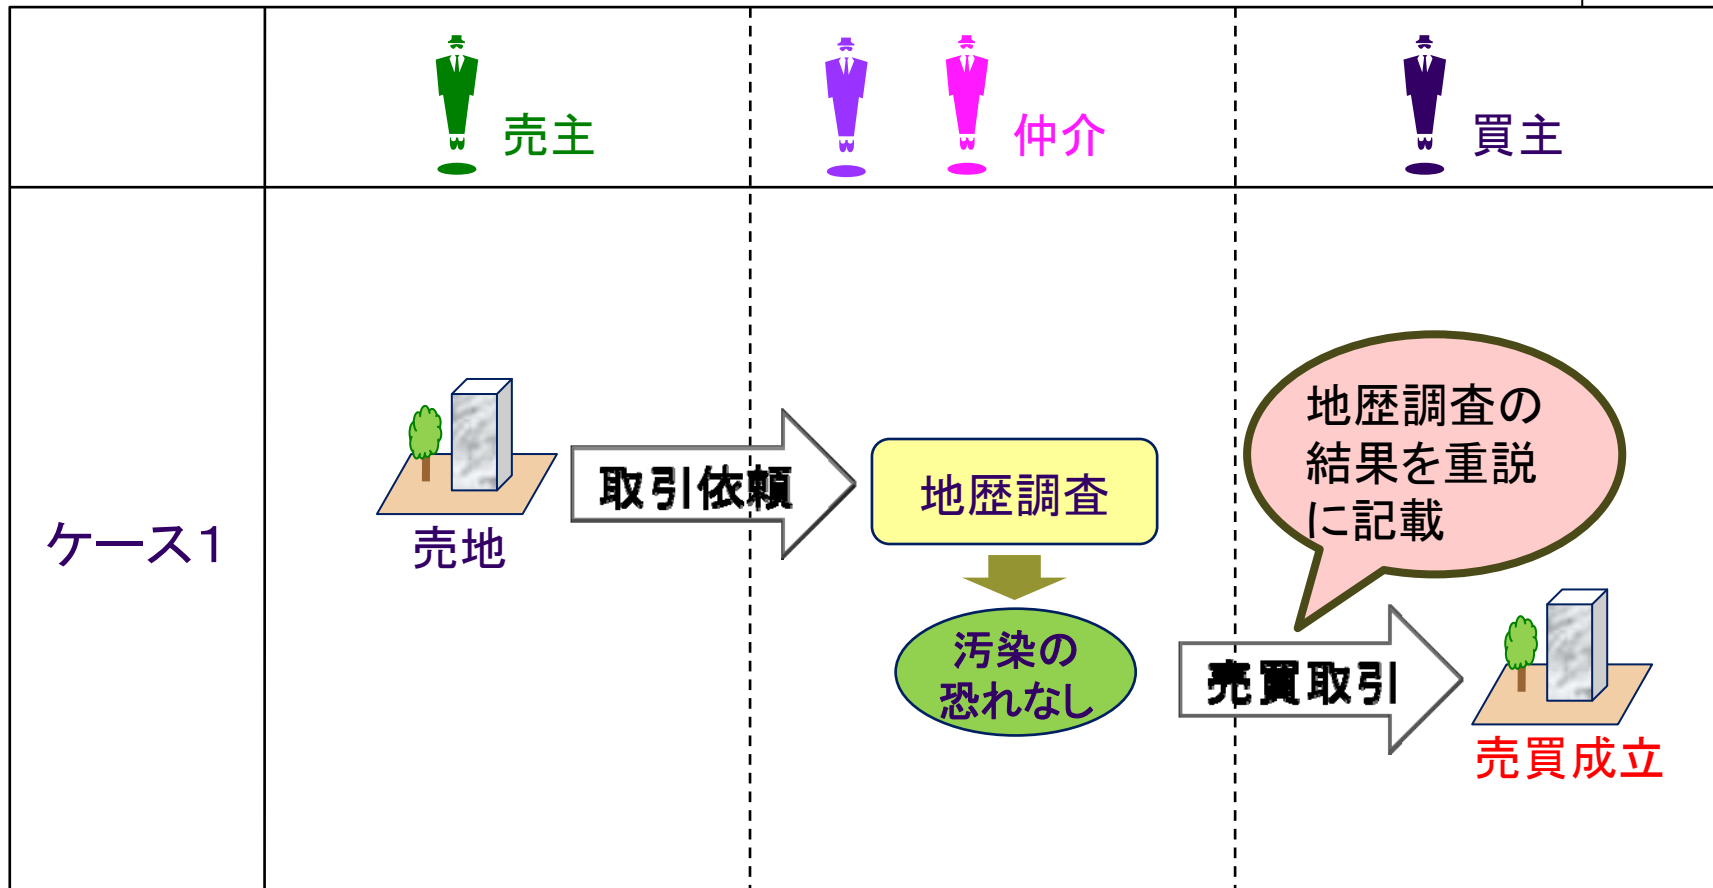 売主
仲介
買主
ケース1
売地
取引依頼
地歴調査
汚染の
恐れなし
地歴調査の
結果を重説
に記載
売買取引
売買成立